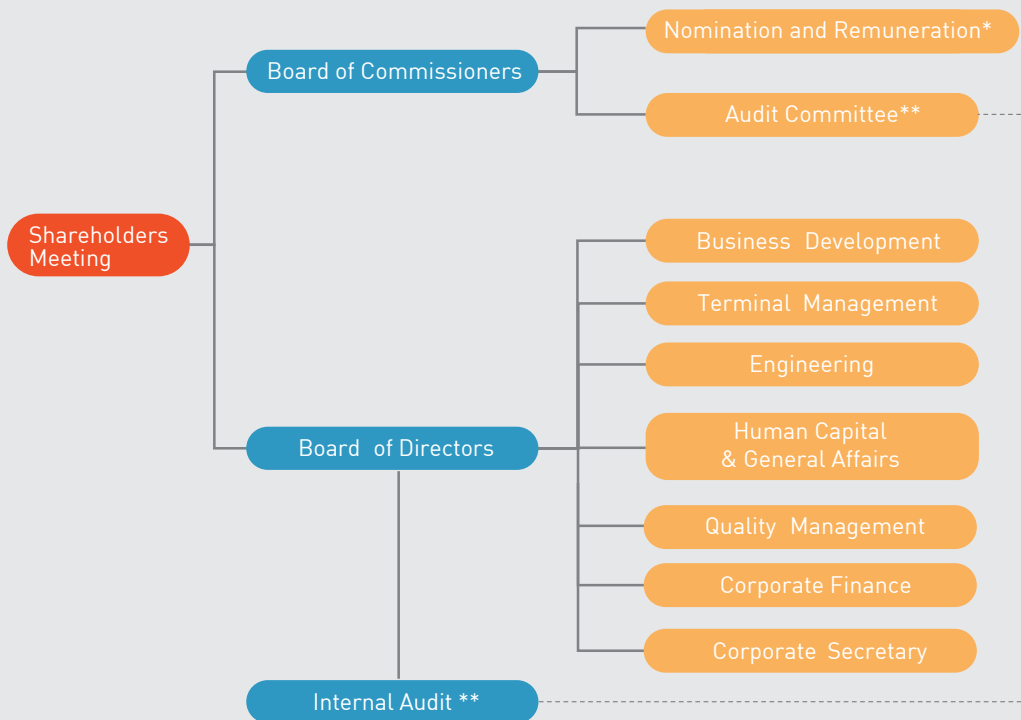 Nomination and Remuneration*
Board of Commissioners
Audit Committee**
Shareholders
Meeting
Business Development
Terminal Management
Engineering
Human Capital
& General Affairs
Board of Directors
Quality Management
Corporate Finance
Corporate Secretary
Internal Audit **